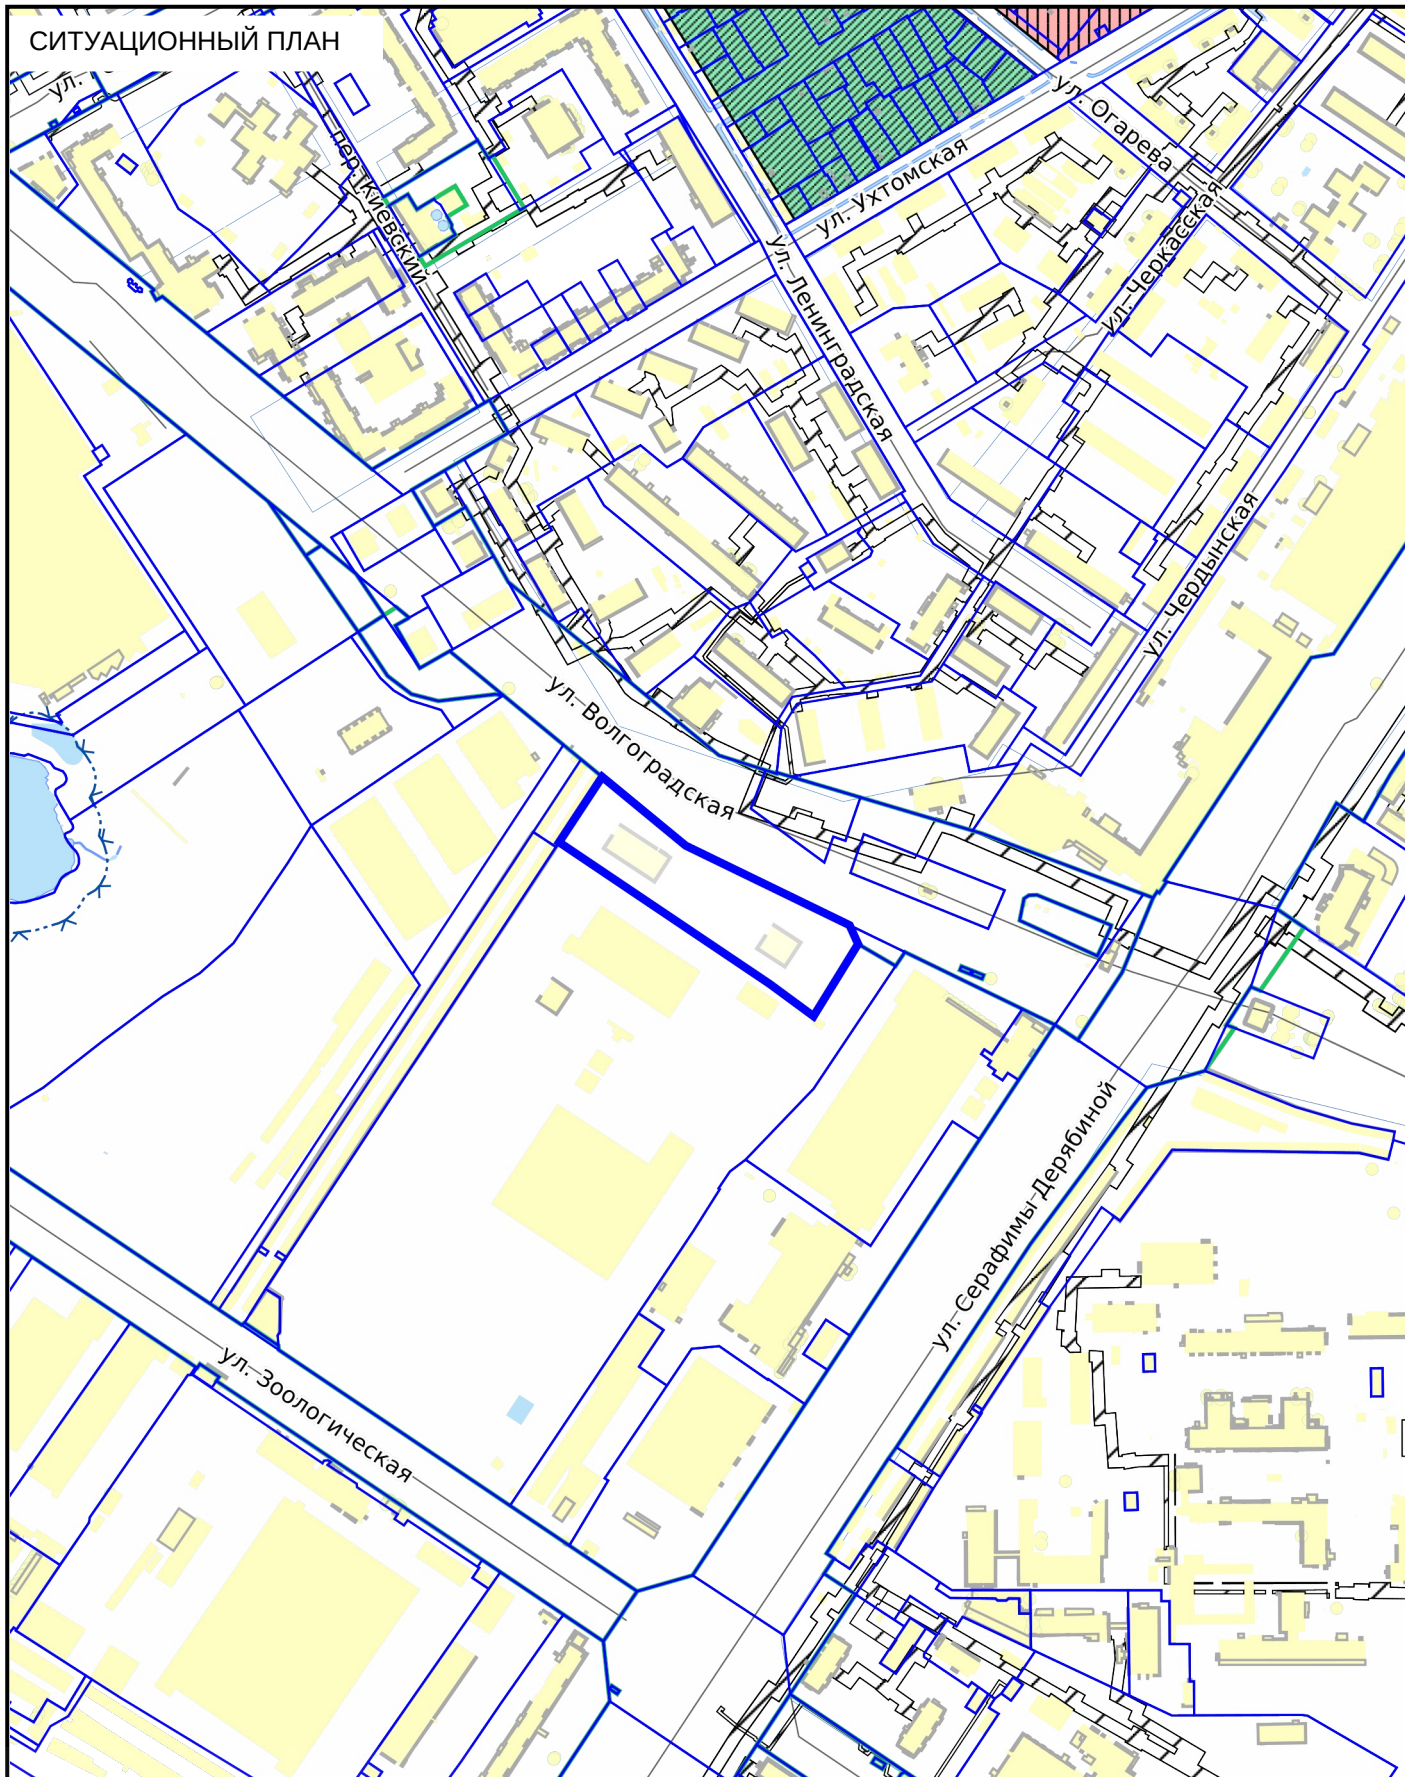 СИТУАЦИОННЫЙ ПЛАН
ул.
пер. Киевский
ул. Огарева
ул. Ухтомская
ул. Черкасская
ул. Ленинградская
ул. Чердынская
ул. Волгоградская
ул. Серафимы Дерябиной
ул. Зоологическая